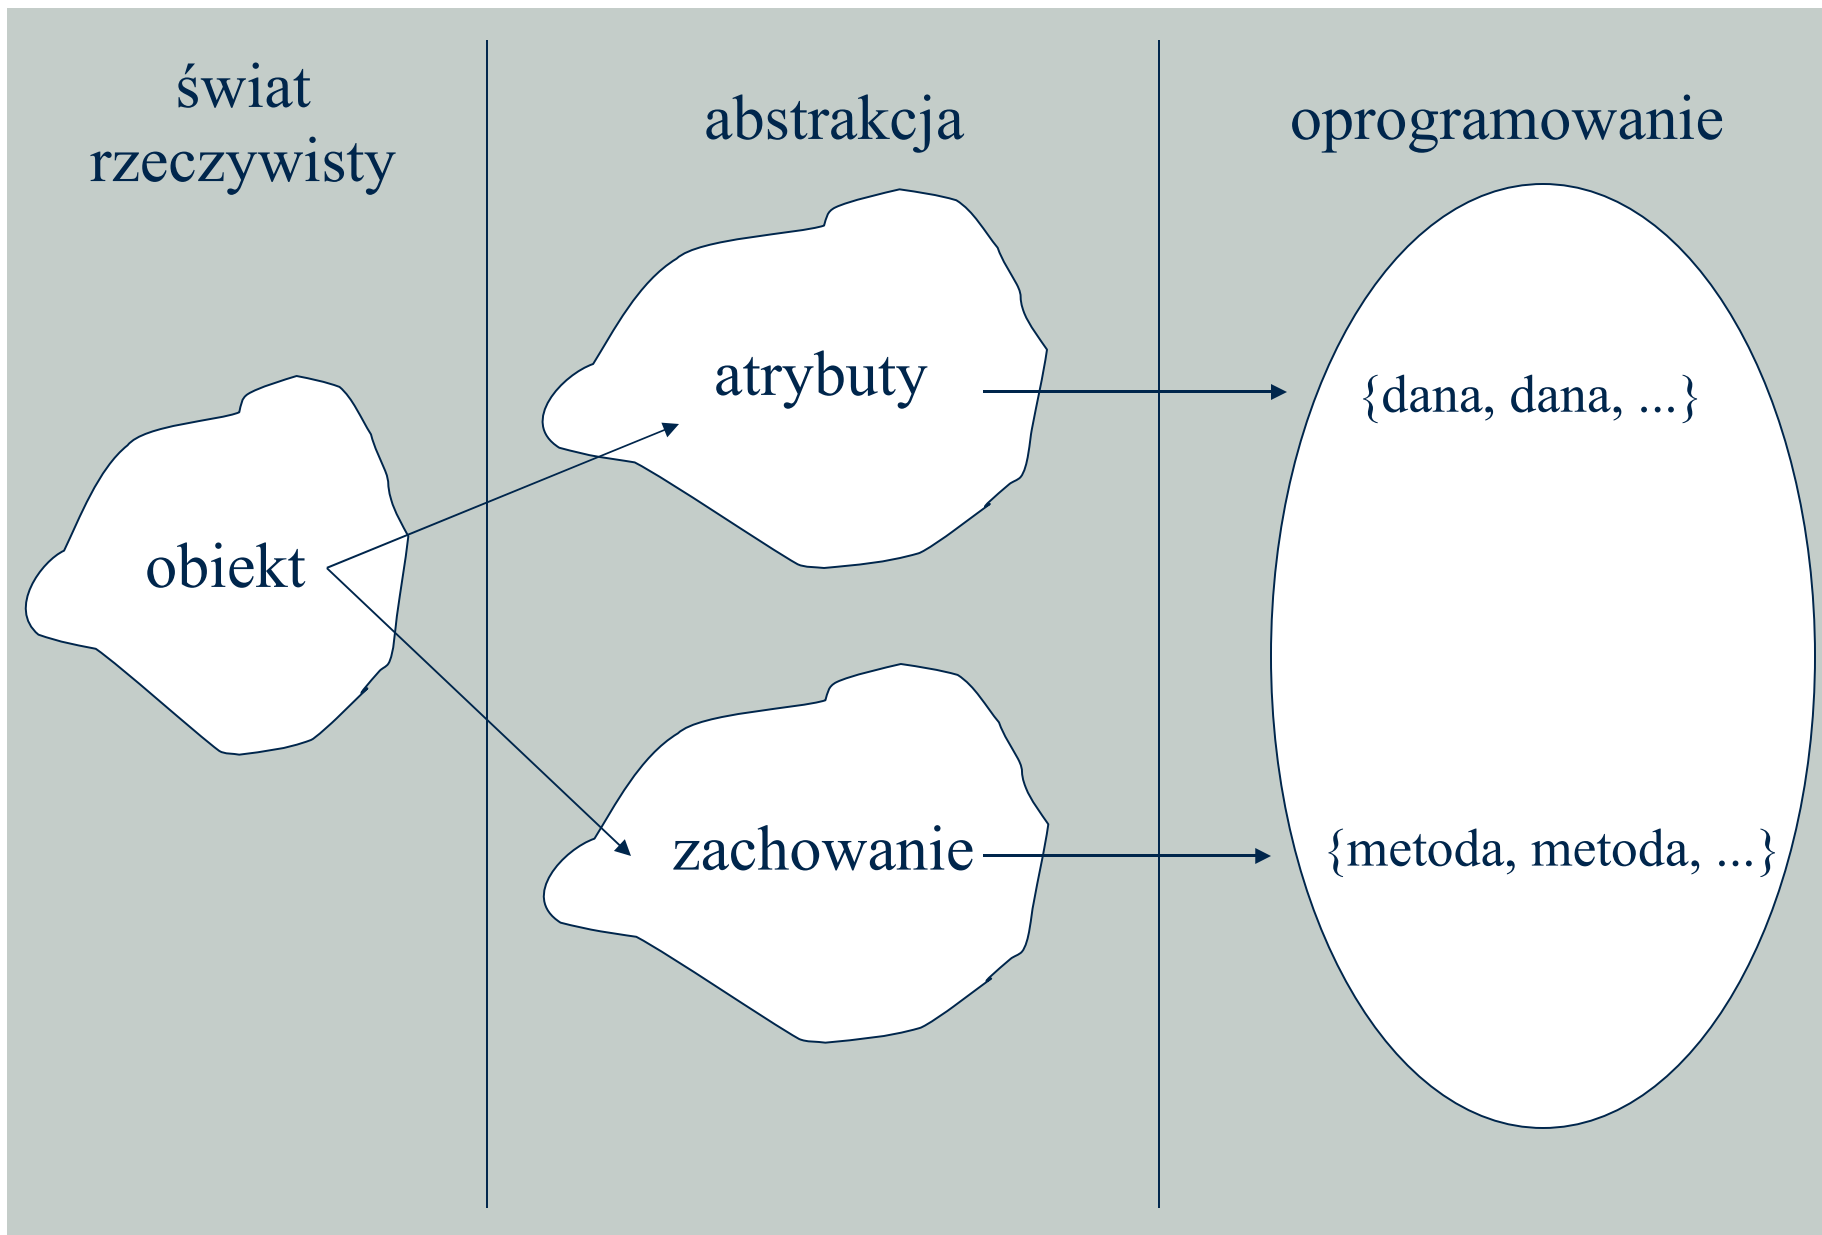 świat
rzeczywisty
abstrakcja
oprogramowanie
obiekt
atrybuty
{dana, dana, ...}
zachowanie
{metoda, metoda, ...}